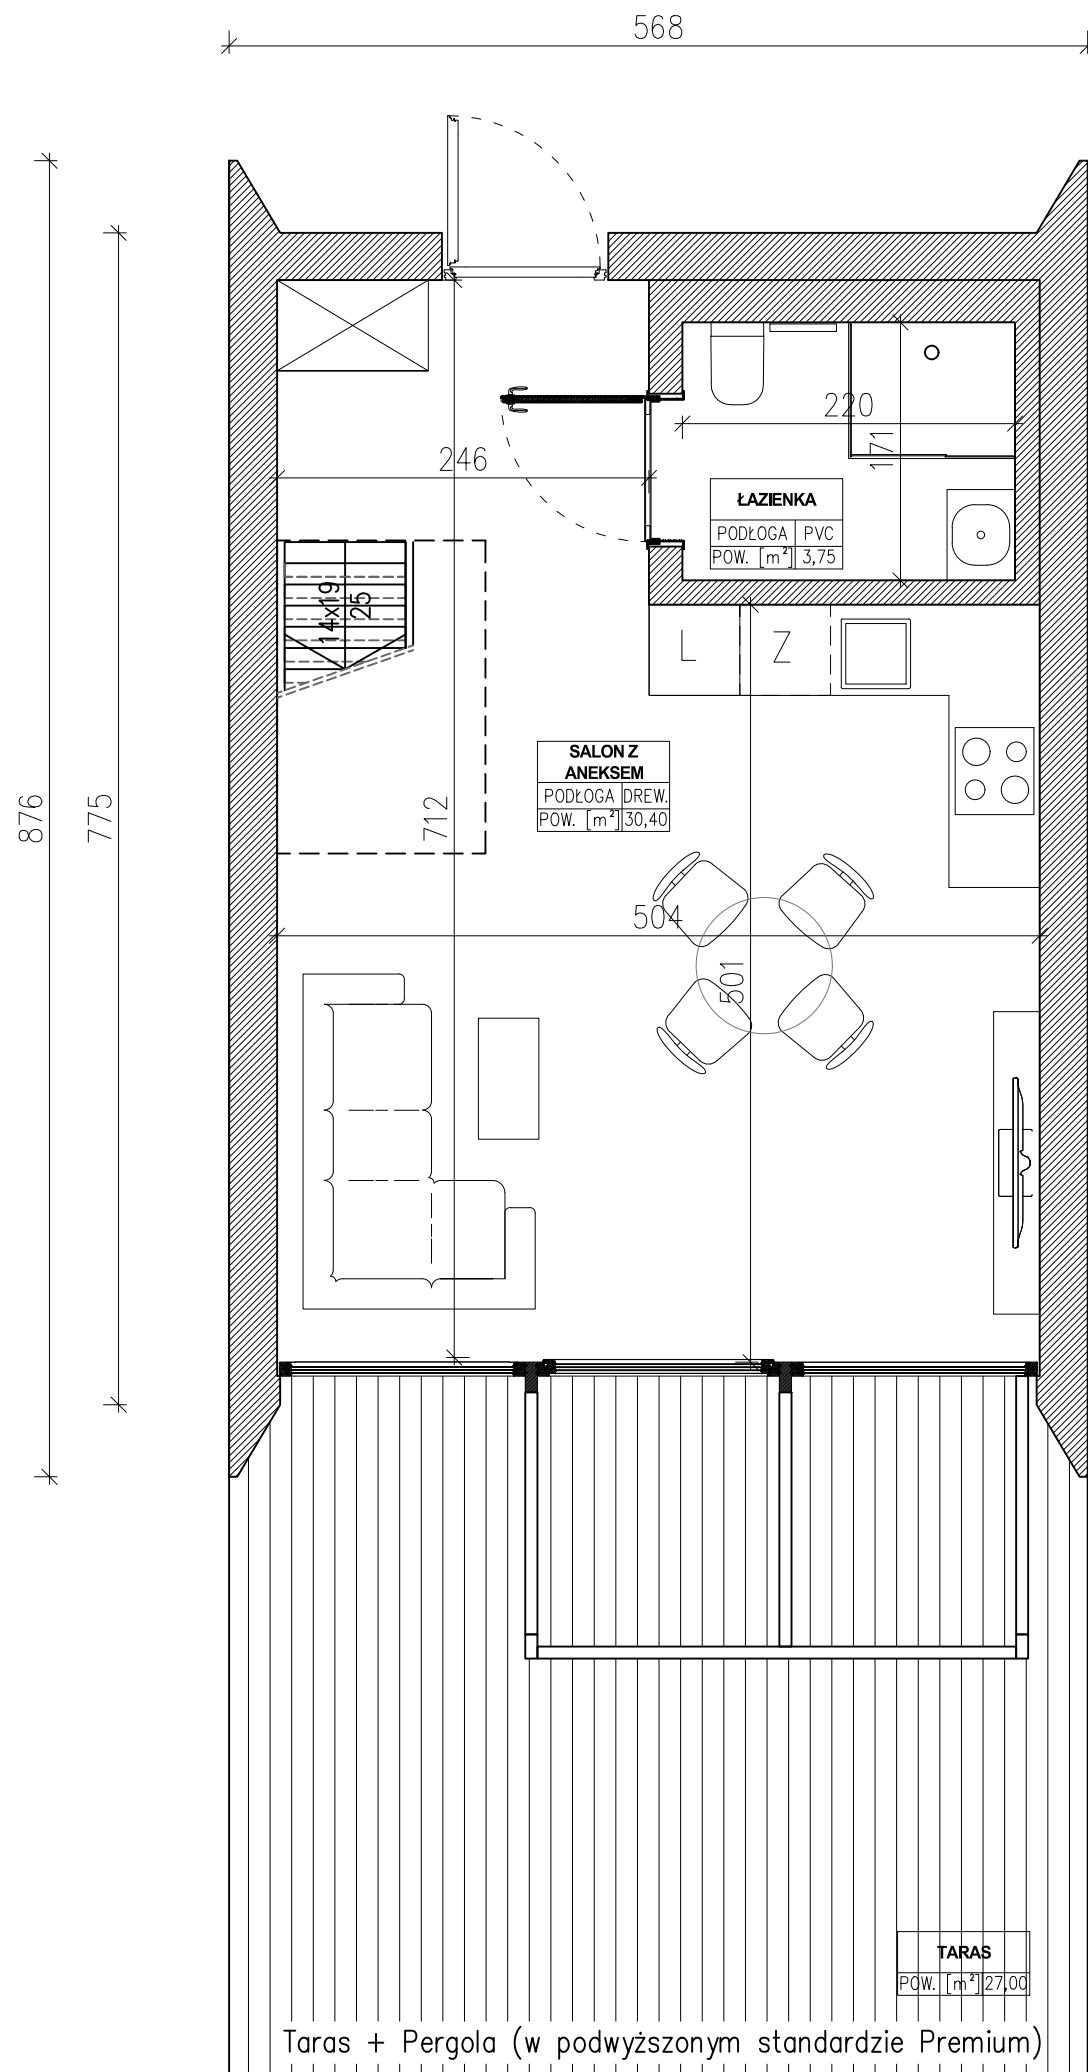 568
876
775
220
171
246
ŁAZIENKA
PODŁOGA PVC
POW. [m²] 3,75
14x19
25
L
Z
SALON Z
ANEKSEM
PODŁOGA DREW.
POW. [m²] 30,40
712
504
501
TARAS
POW. [m²] 27,00
Taras + Pergola (w podwyższonym standardzie Premium)